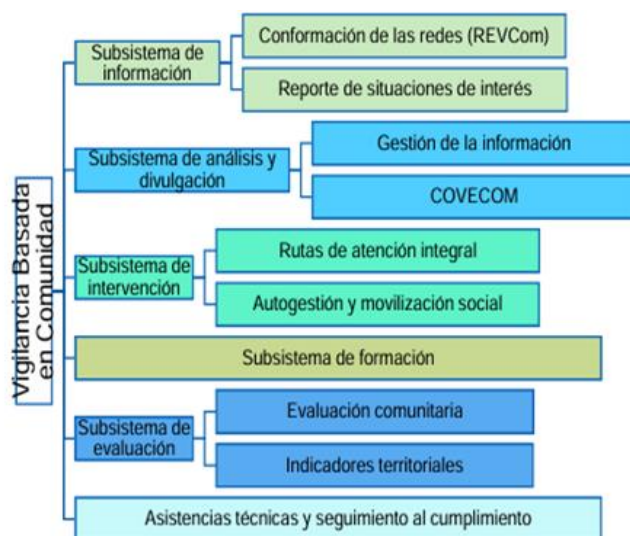 Vigilancia Basada
en Comunidad
Subsistema de
información
Conformación de las redes (REVCom)
Reporte de situaciones de interés
Subsistema de análisis y
divulgación
Gestión de la información
COVECOM
Subsistema de
intervención
Rutas de atención integral
Autogestión y movilización social
Subsistema de formación
Subsistema de
evaluación
Evaluación comunitaria
Indicadores territoriales
Asistencias técnicas y seguimiento al cumplimiento